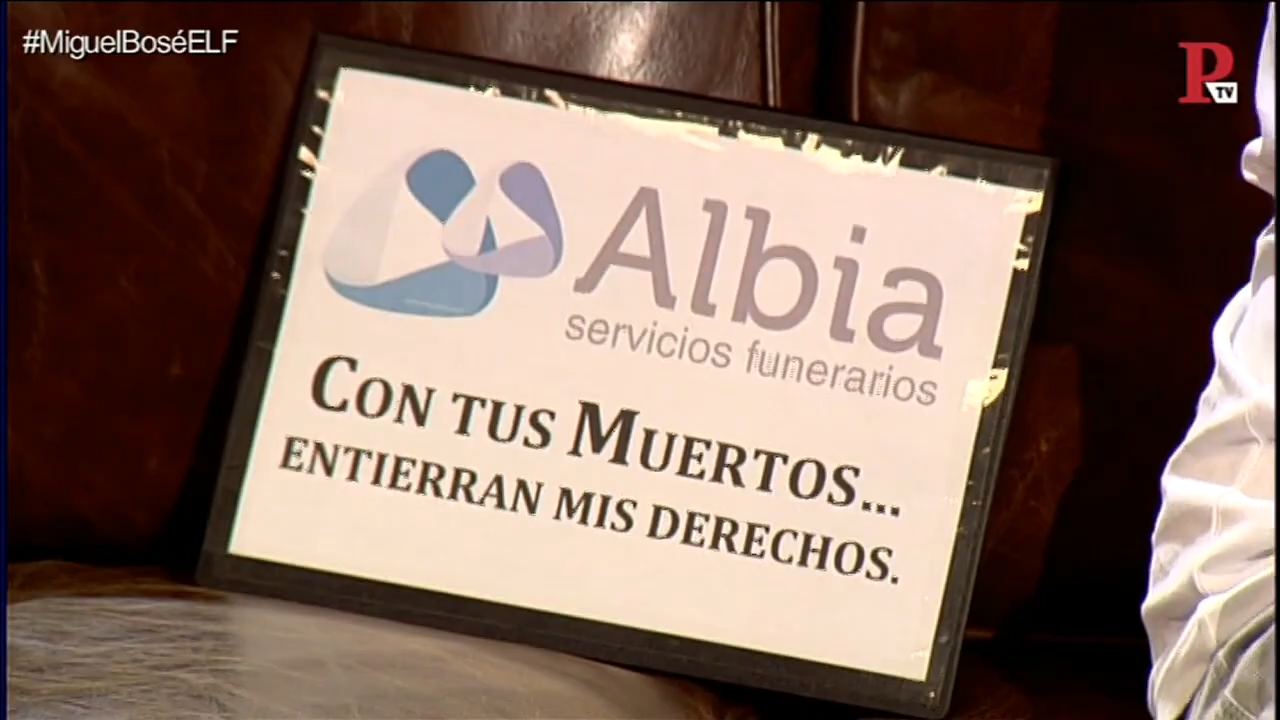 #MiguelBoséELF
P
TV
Albia
servicios funerarios
CON TUS MUERTOS...
ENTIERRAN MIS DERECHOS.